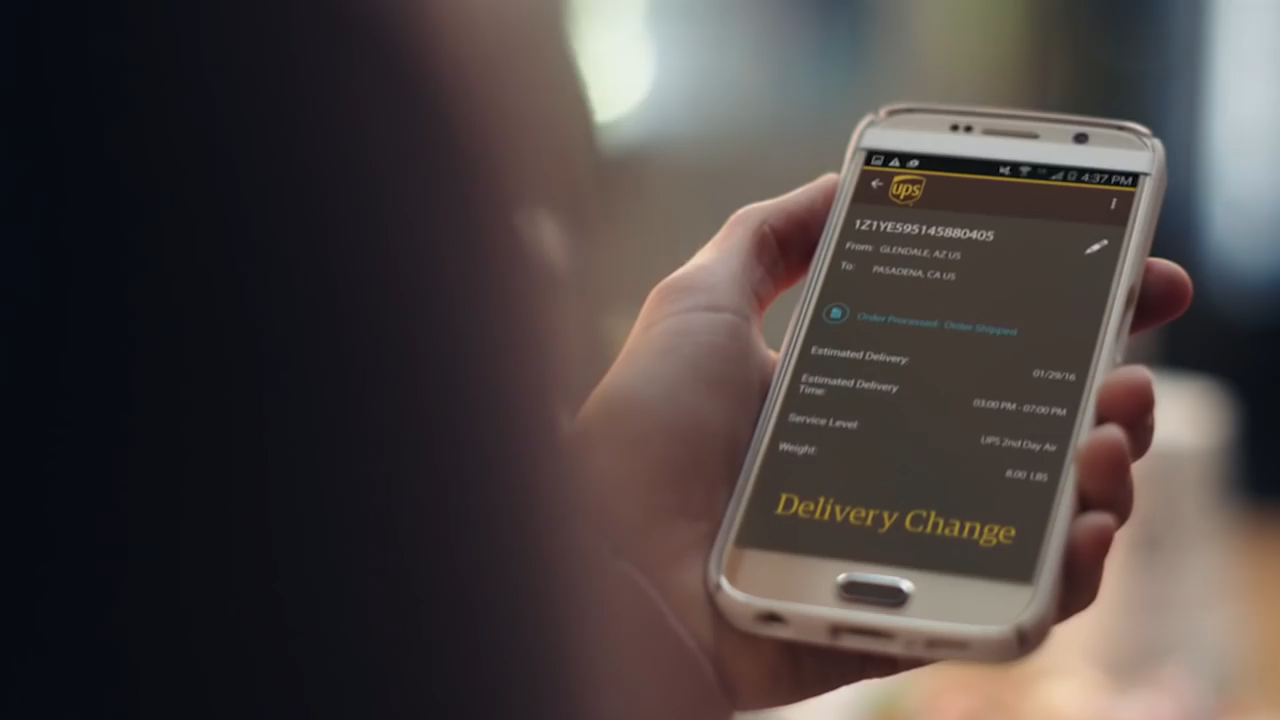 4:37 PM
ups
1Z1YE595145880405
From: GLENDALE, AZ US
To: PASADENA, CA US
Order Processed: Order Shipped
Estimated Delivery: 01/29/16
Estimated Delivery Time: 03:00 PM - 07:00 PM
Service Level: UPS 2nd Day Air
Weight: 8.00 LBS
Delivery Change